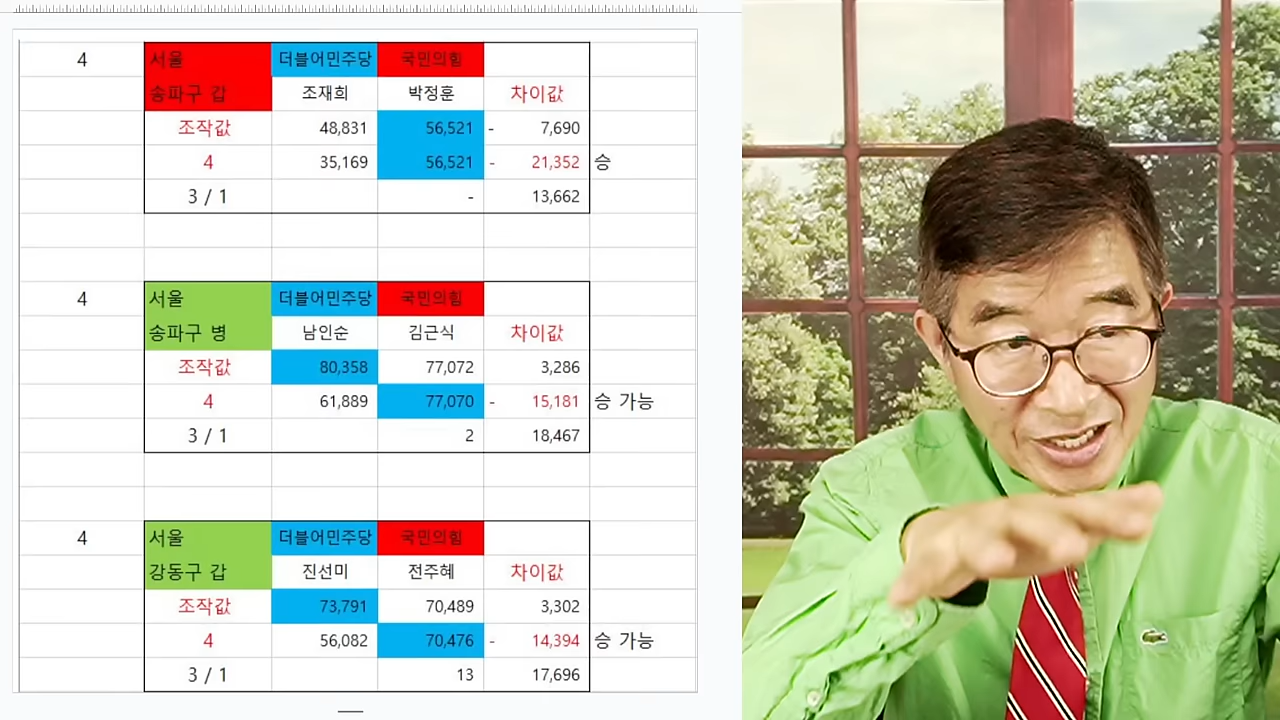 4 서울 더불어민주당 국민의힘
송파구 갑 조재희 박정훈 차이값
조작값 48,831 56,521 - 7,690
4 35,169 56,521 - 21,352 승
3 / 1 - 13,662
4 서울 더불어민주당 국민의힘
송파구 병 남인순 김근식 차이값
조작값 80,358 77,072 3,286
4 61,889 77,070 - 15,181 승 가능
3 / 1 2 18,467
4 서울 더불어민주당 국민의힘
강동구 갑 진선미 전주혜 차이값
조작값 73,791 70,489 3,302
4 56,082 70,476 - 14,394 승 가능
3 / 1 13 17,696